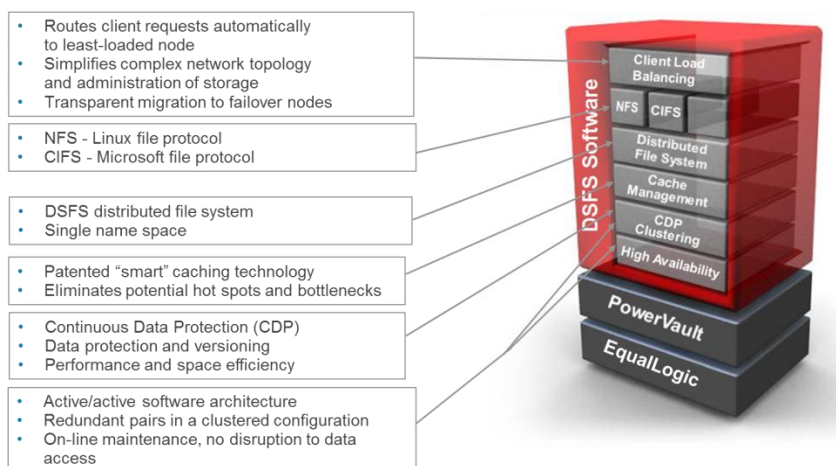 • Routes client requests automatically
to least-loaded node
• Simplifies complex network topology
and administration of storage
• Transparent migration to failover nodes
• NFS - Linux file protocol
• CIFS - Microsoft file protocol
• DSFS distributed file system
• Single name space
• Patented “smart” caching technology
• Eliminates potential hot spots and bottlenecks
• Continuous Data Protection (CDP)
• Data protection and versioning
• Performance and space efficiency
• Active/active software architecture
• Redundant pairs in a clustered configuration
• On-line maintenance, no disruption to data
access
DSFS Software
Client Load
Balancing
NFS
CIFS
Distributed
File System
Cache
Management
CDP
Clustering
High Availability
PowerVault
EqualLogic